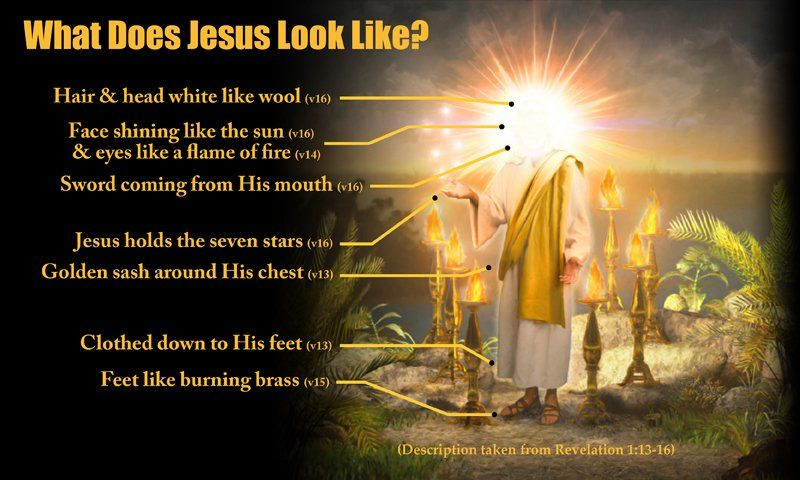 What Does Jesus Look Like?
Hair & head white like wool (v16)
Face shining like the sun (v16)
& eyes like a flame of fire (v14)
Sword coming from His mouth (v16)
Jesus holds the seven stars (v16)
Golden sash around His chest (v13)
Clothed down to His feet (v13)
Feet like burning brass (v15)
(Description taken from Revelation 1:13-16)